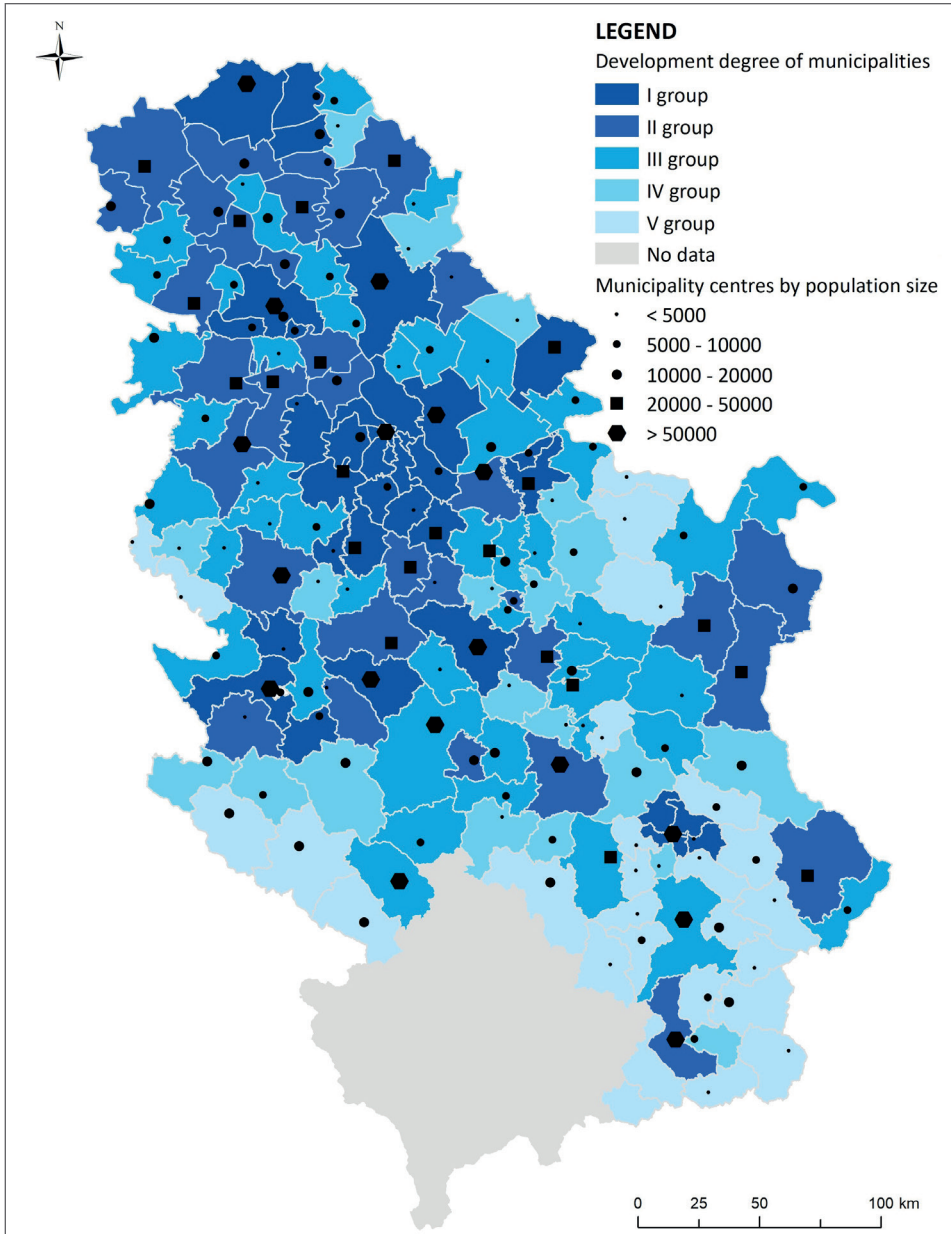 N
LEGEND
Development degree of municipalities
I group
II group
III group
IV group
V group
No data
Municipality centres by population size
< 5000
5000 - 10000
10000 - 20000
20000 - 50000
> 50000
0 25 50 100 km